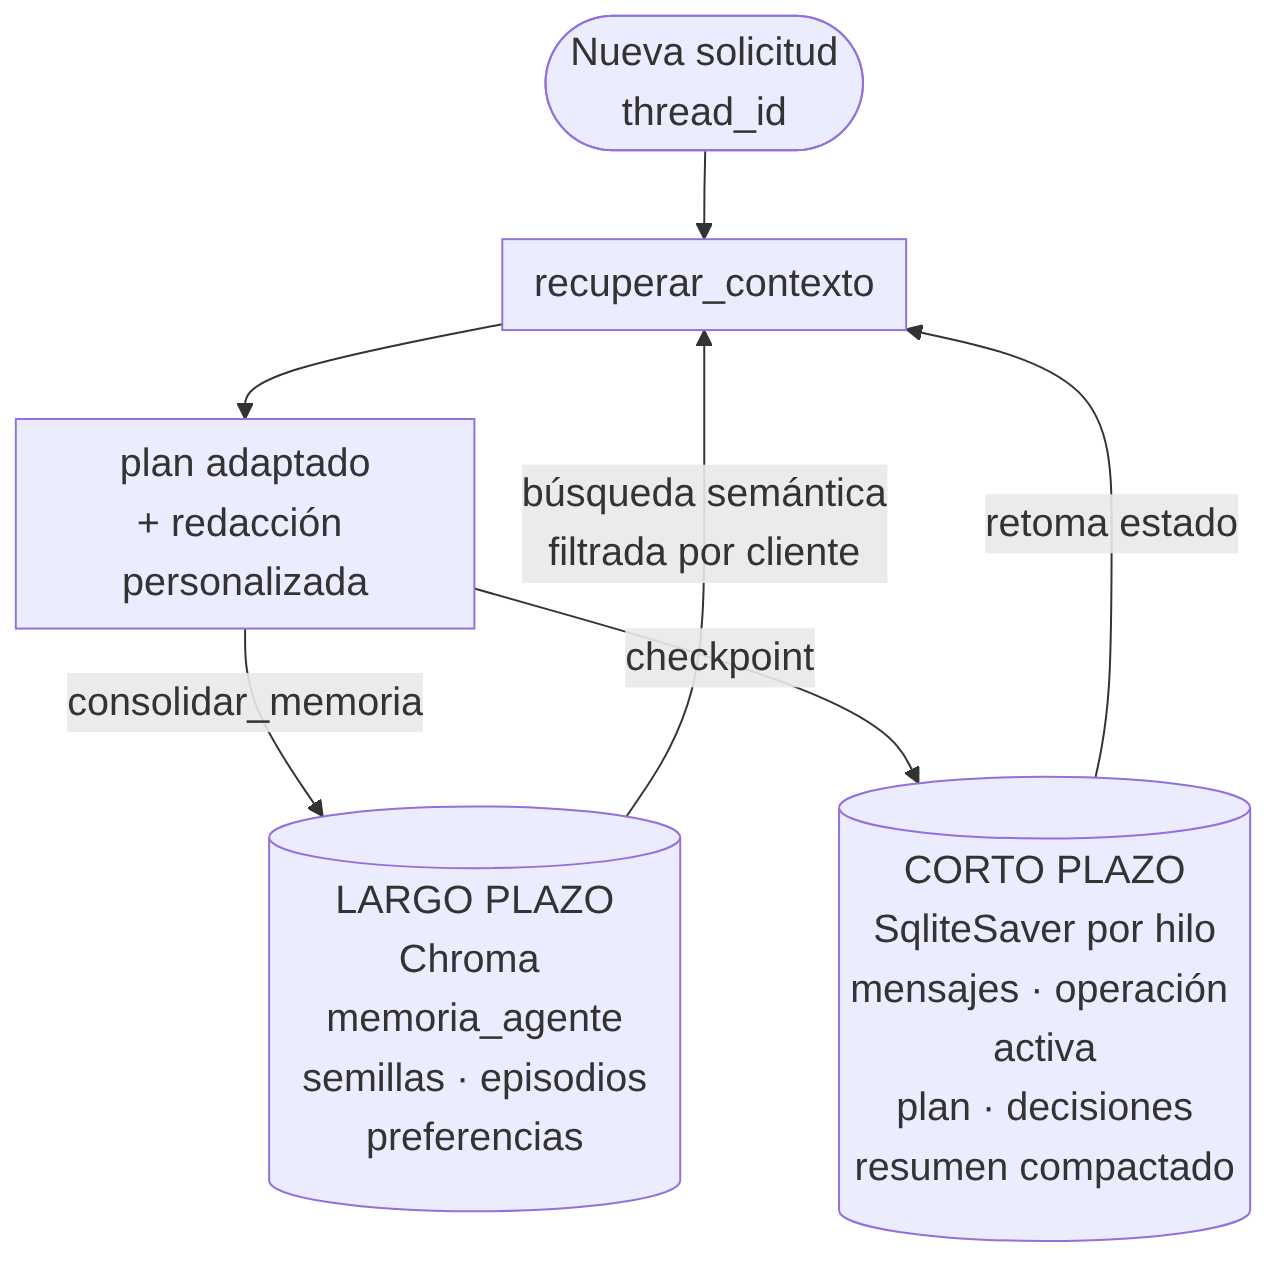 Nueva solicitud
thread_id
recuperar_contexto
plan adaptado
+ redacción
personalizada
búsqueda semántica
filtrada por cliente
retoma estado
checkpoint
consolidar_memoria
LARGO PLAZO
Chroma
memoria_agente
semillas · episodios
preferencias
CORTO PLAZO
SqliteSaver por hilo
mensajes · operación
activa
plan · decisiones
resumen compactado